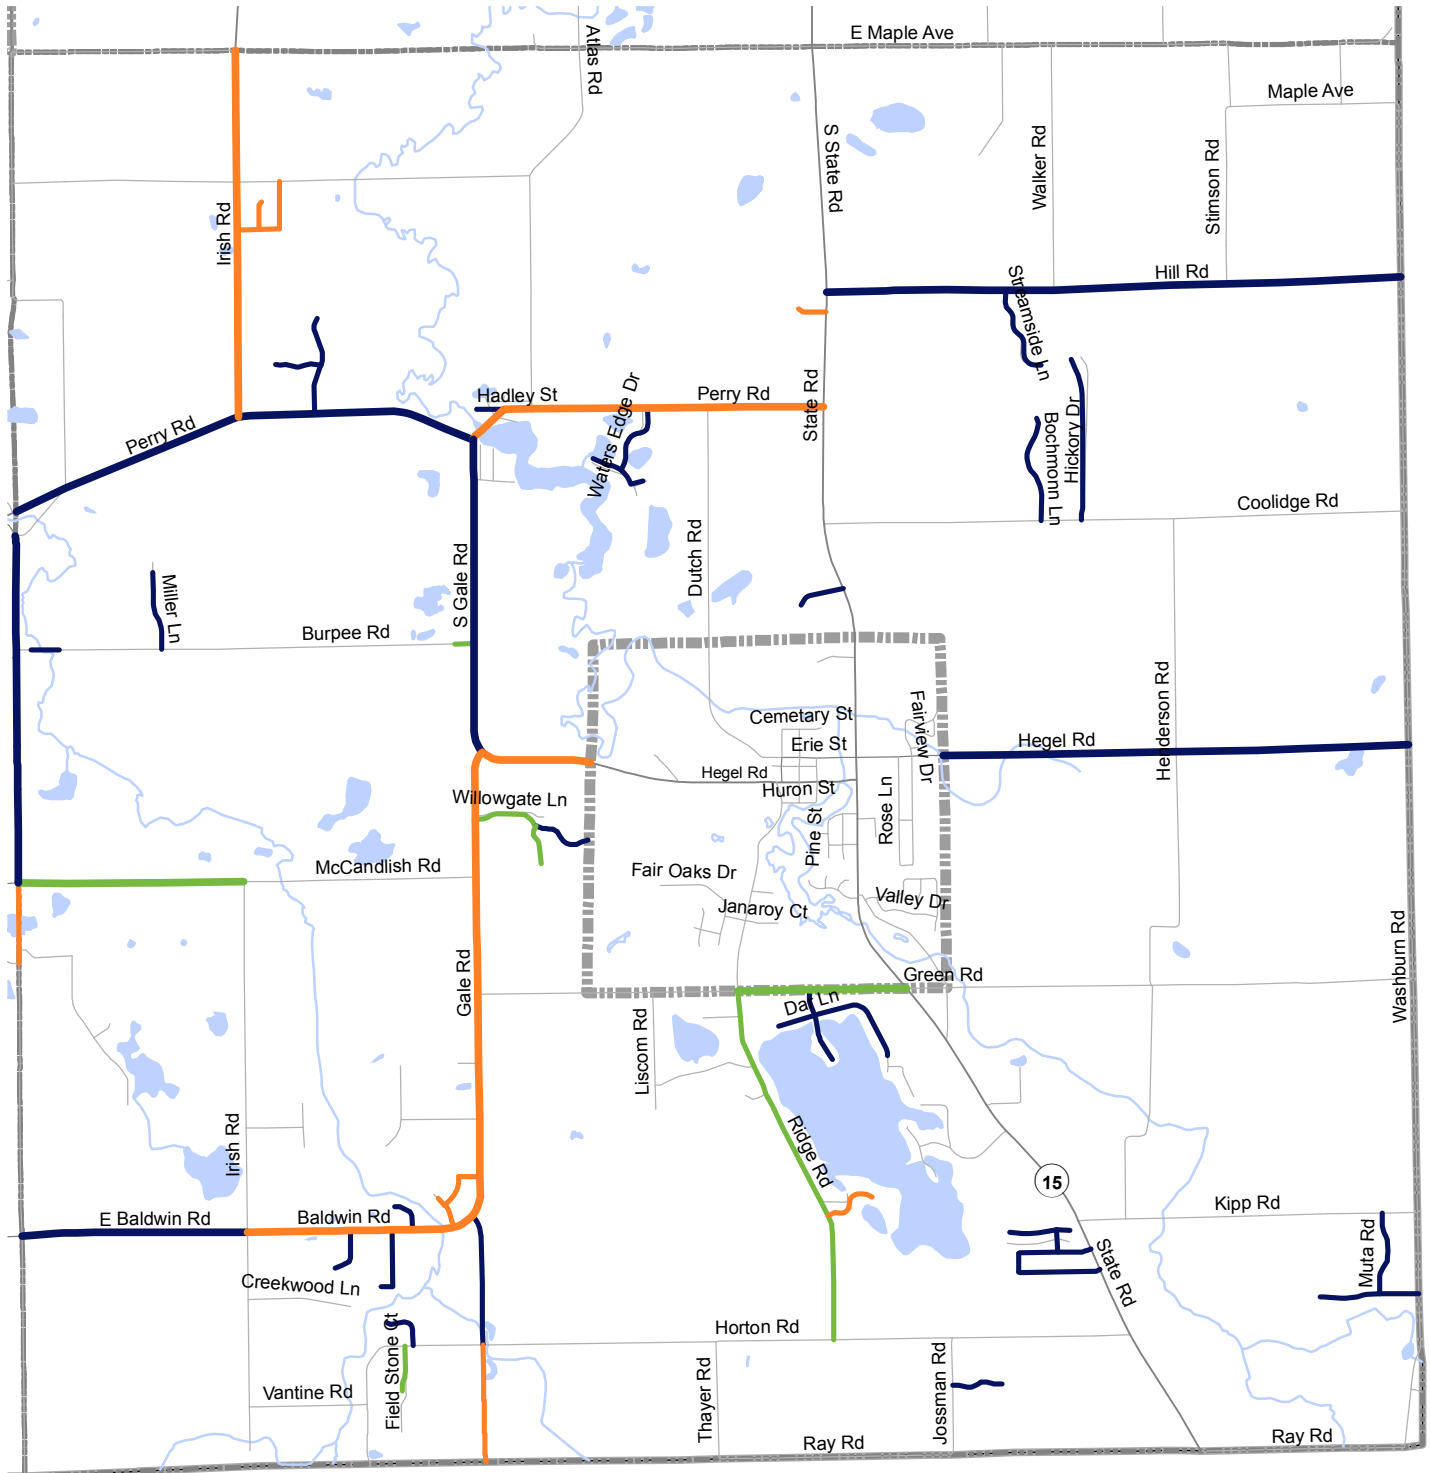 E Maple Ave
Atlas Rd
Maple Ave
S State Rd
Walker Rd
Stimson Rd
Irish Rd
Hill Rd
Streamside Ln
Hadley St
Perry Rd
Waters Edge Dr
State Rd
Perry Rd
Bochmonn Ln
Hickory Dr
Coolidge Rd
Dutch Rd
S Gale Rd
Miller Ln
Burpee Rd
Henderson Rd
Fairview Dr
Cemetary St
Erie St
Hegel Rd
Hegel Rd
Huron St
Willowgate Ln
Pine St
Rose Ln
McCandlish Rd
Fair Oaks Dr
Valley Dr
Janaroy Ct
Washburn Rd
Gale Rd
Green Rd
Dar Ln
Liscom Rd
Irish Rd
Ridge Rd
15
E Baldwin Rd
Baldwin Rd
Kipp Rd
Muta Rd
State Rd
Creekwood Ln
Field Stone Ct
Horton Rd
Vantine Rd
Thayer Rd
Jossman Rd
Ray Rd
Ray Rd